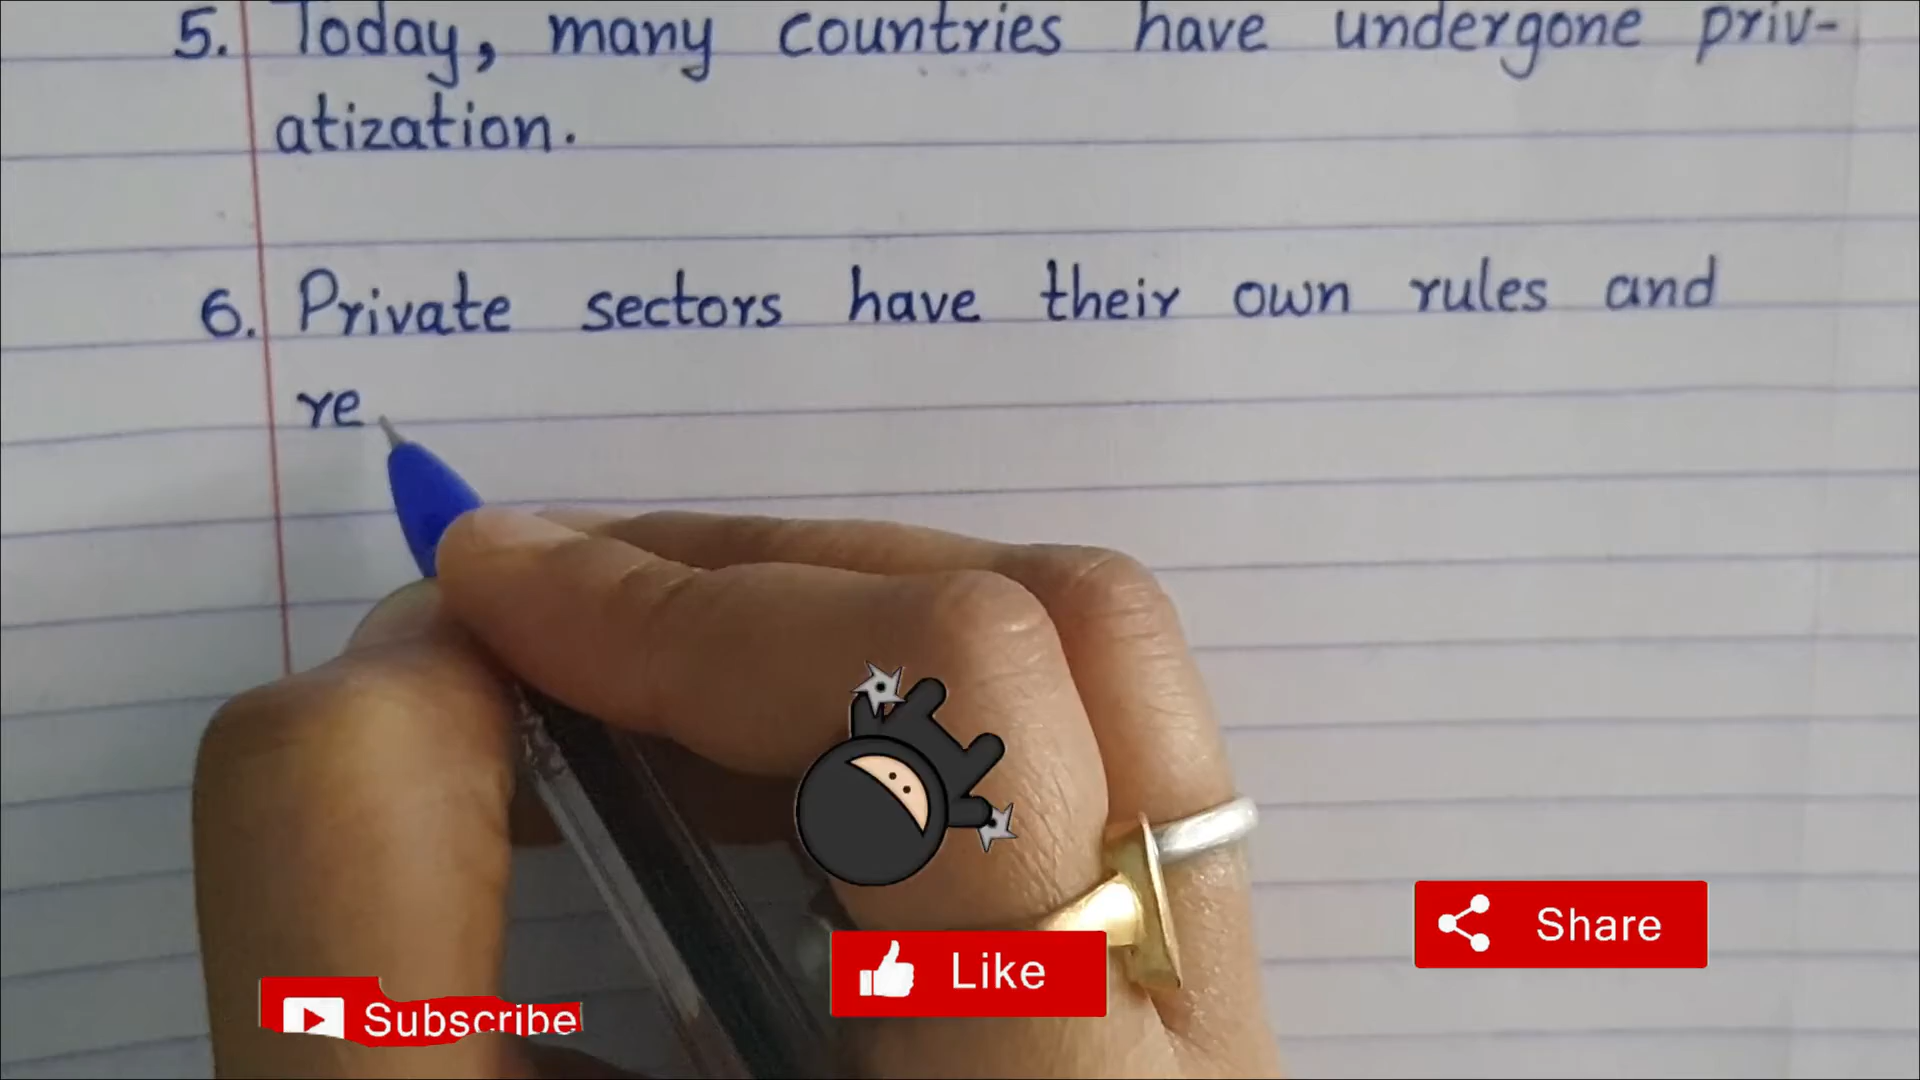 5. Today, many countries have undergone priv-
atization.
6. Private sectors have their own rules and
re
Share
Like
Subscribe